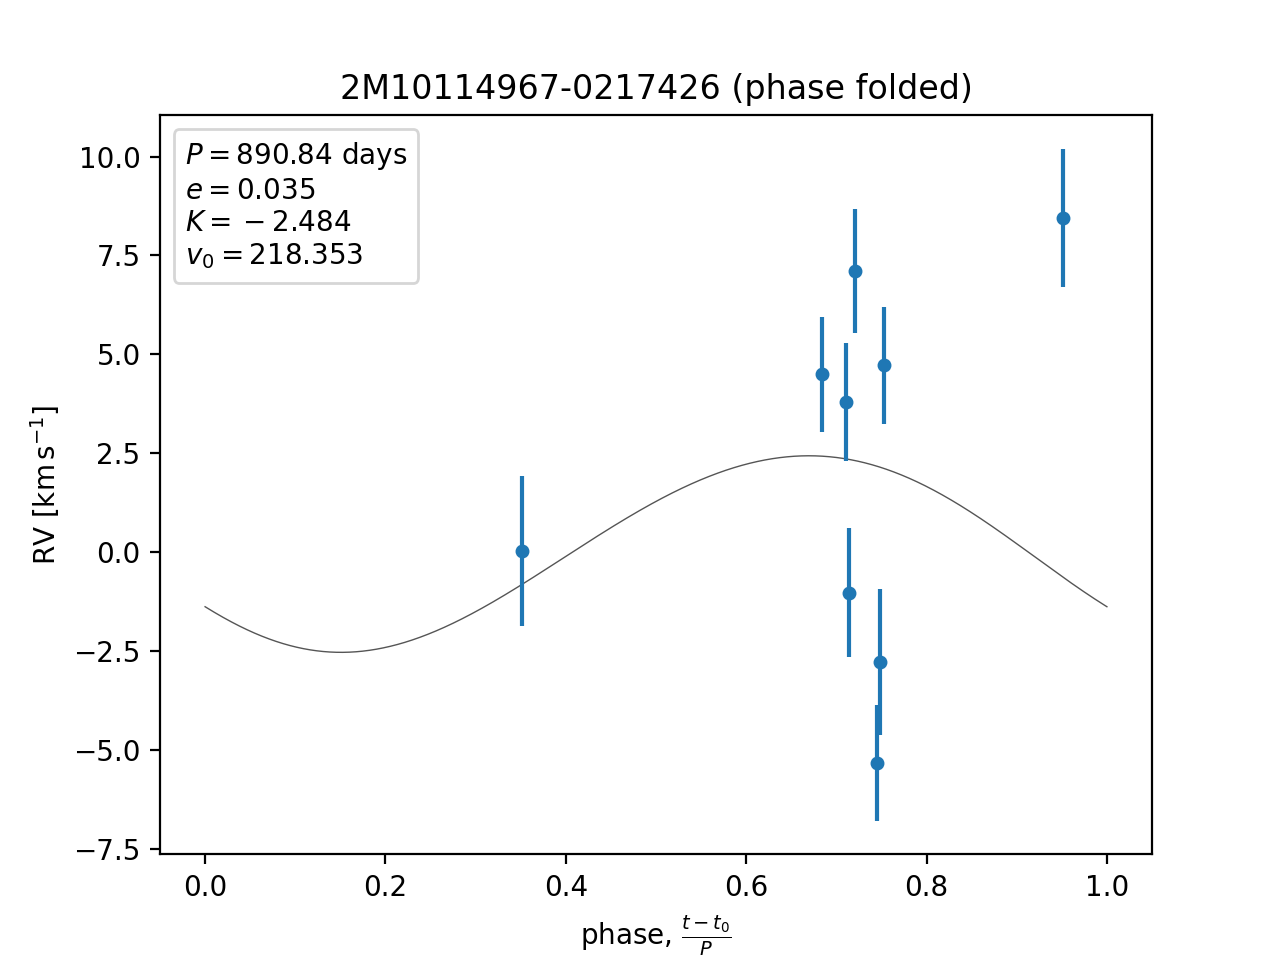 2M10114967-0217426 (phase folded)
P = 890.84 days
e = 0.035
K = −2.484
v₀ = 218.353
10.0
7.5
5.0
2.5
0.0
−2.5
−5.0
−7.5
RV [km s⁻¹]
0.0 0.2 0.4 0.6 0.8 1.0
phase, (t − t₀)/P